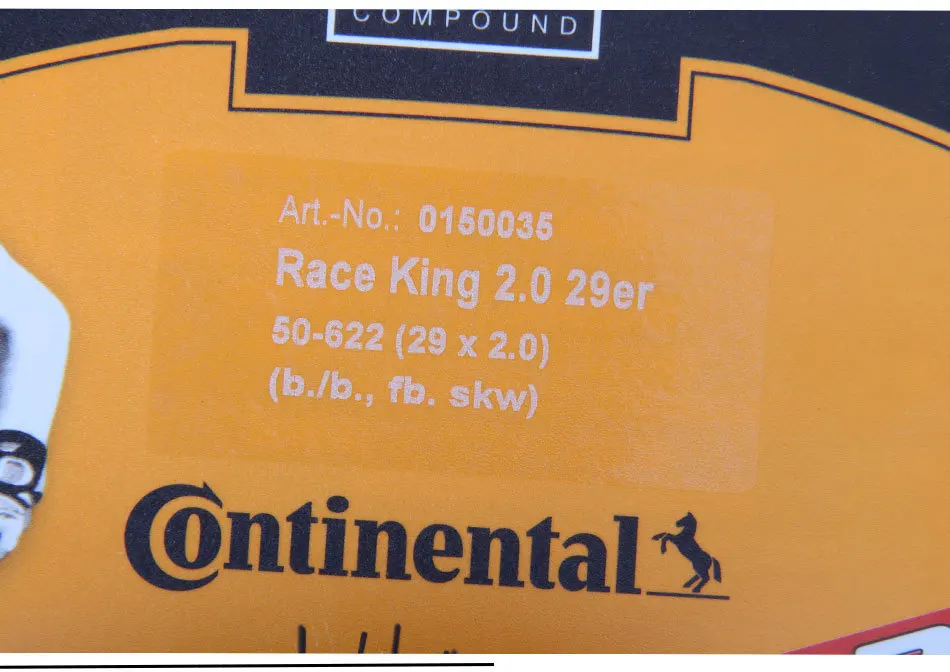 COMPOUND
Art.-No.: 0150035
Race King 2.0 29er
50-622 (29 x 2.0)
(b./b., fb. skw)
Continental